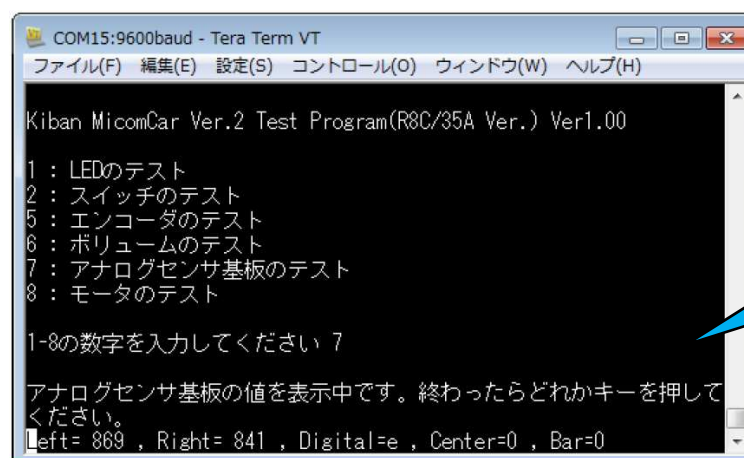 COM15:9600baud - Tera Term VT
ファイル(F) 編集(E) 設定(S) コントロール(O) ウィンドウ(W) ヘルプ(H)
Kiban MicomCar Ver.2 Test Program(R8C/35A Ver.) Ver1.00
1 : LEDのテスト
2 : スイッチのテスト
5 : エンコーダのテスト
6 : ボリュームのテスト
7 : アナログセンサ基板のテスト
8 : モータのテスト
1-8の数字を入力してください 7
アナログセンサ基板の値を表示中です。終わったらどれかキーを押して
ください。
Left= 869 , Right= 841 , Digital=e , Center=0 , Bar=0